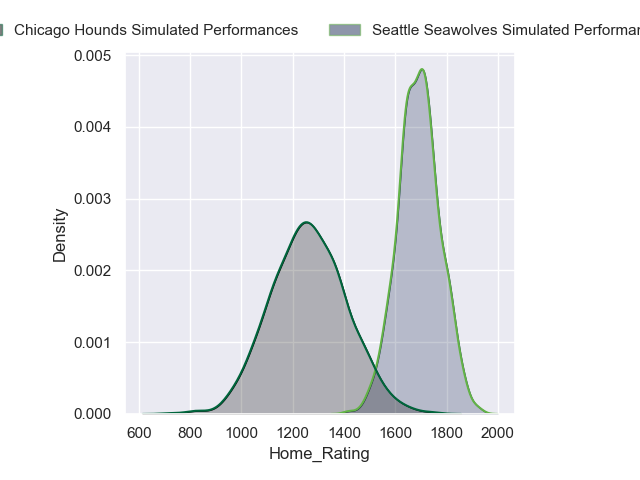 Chicago Hounds Simulated Performances
Seattle Seawolves Simulated
0.005
0.004
0.003
0.002
0.001
0.000
Density
600 800 1000 1200 1400 1600 1800 2000
Home_Rating